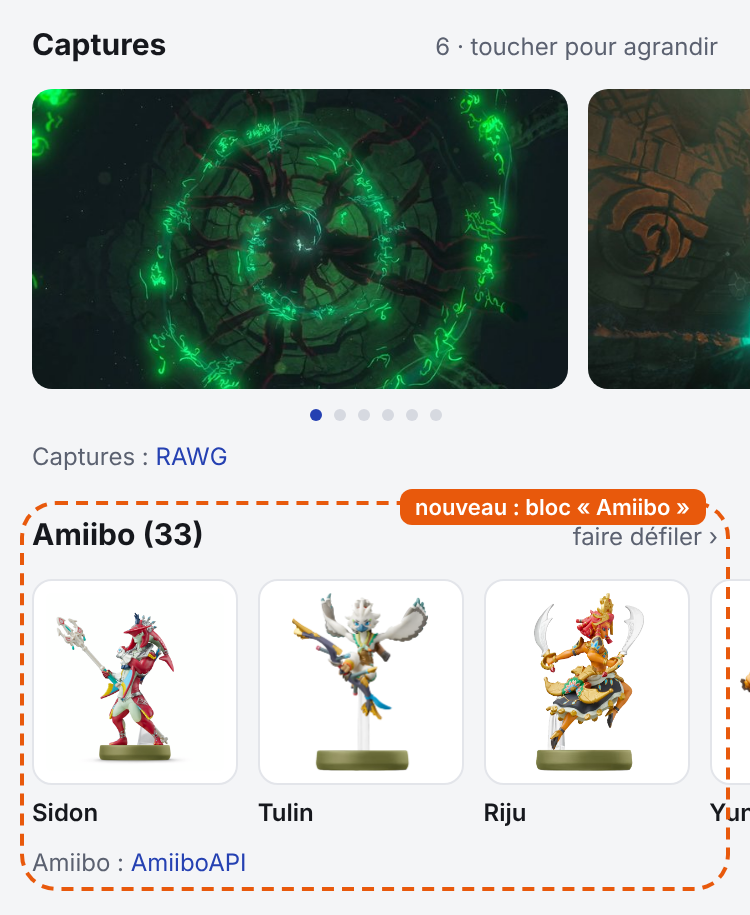 Captures
6 · toucher pour agrandir
Captures : RAWG
nouveau : bloc « Amiibo »
Amiibo (33)
faire défiler ›
Sidon
Tulin
Riju
Yun
Amiibo : AmiiboAPI